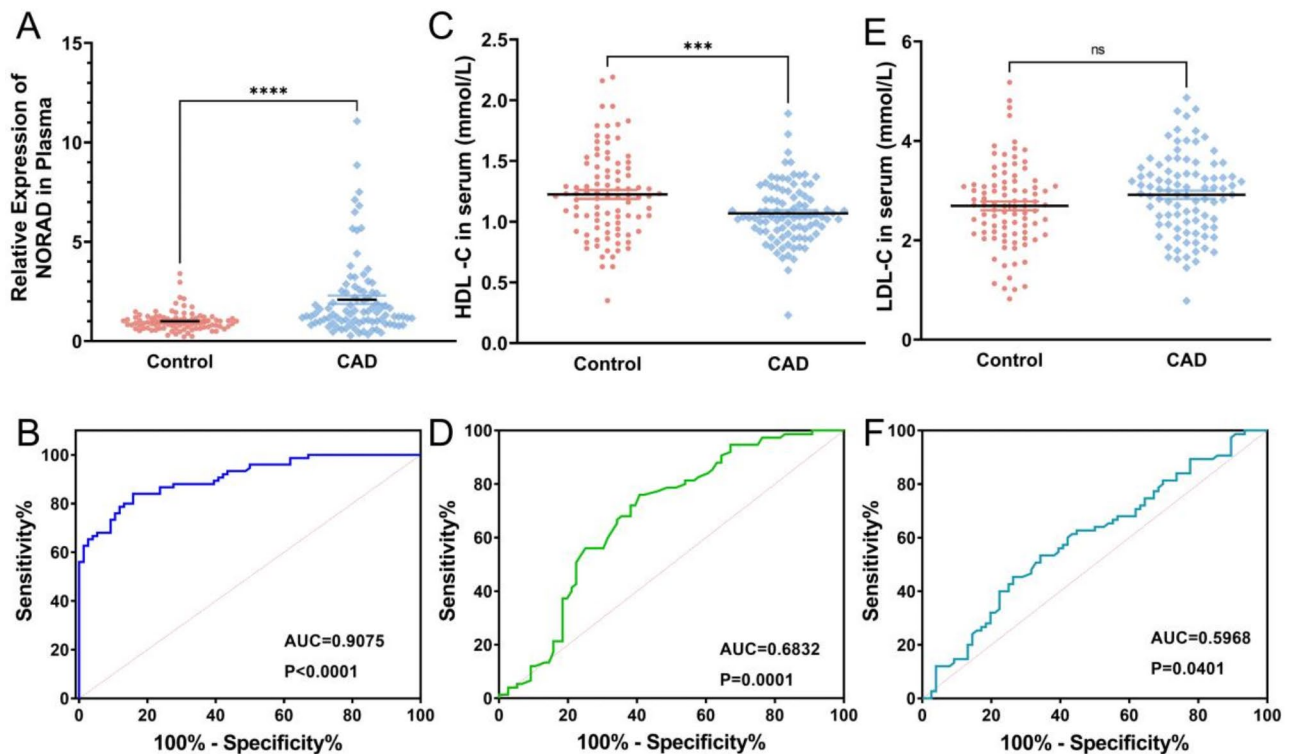 A
Relative Expression of
NORAD in Plasma
15
10
5
0
****
Control
CAD
C
HDL -C in serum (mmol/L)
2.5
2.0
1.5
1.0
0.5
0.0
***
Control
CAD
E
LDL-C in serum (mmol/L)
6
4
2
0
ns
Control
CAD
B
Sensitivity%
100
80
60
40
20
0
AUC=0.9075
P<0.0001
0 20 40 60 80 100
100% - Specificity%
D
Sensitivity%
100
80
60
40
20
0
AUC=0.6832
P=0.0001
0 20 40 60 80 100
100% - Specificity%
F
Sensitivity%
100
80
60
40
20
0
AUC=0.5968
P=0.0401
0 20 40 60 80 100
100% - Specificity%